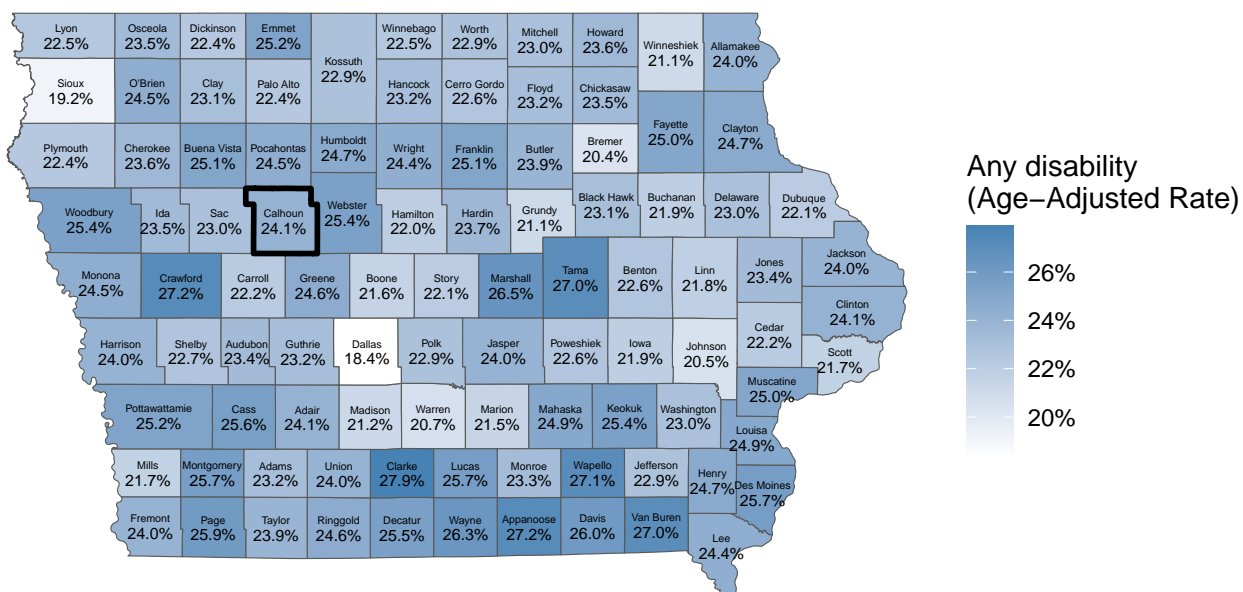 Lyon
22.5%
Osceola
23.5%
Dickinson
22.4%
Emmet
25.2%
Kossuth
22.9%
Winnebago
22.5%
Worth
22.9%
Mitchell
23.0%
Howard
23.6%
Winneshiek
21.1%
Allamakee
24.0%
Sioux
19.2%
O'Brien
24.5%
Clay
23.1%
Palo Alto
22.4%
Hancock
23.2%
Cerro Gordo
22.6%
Floyd
23.2%
Chickasaw
23.5%
Fayette
25.0%
Clayton
24.7%
Plymouth
22.4%
Cherokee
23.6%
Buena Vista
25.1%
Pocahontas
24.5%
Humboldt
24.7%
Wright
24.4%
Franklin
25.1%
Butler
23.9%
Bremer
20.4%
Woodbury
25.4%
Ida
23.5%
Sac
23.0%
Calhoun
24.1%
Webster
25.4%
Hamilton
22.0%
Hardin
23.7%
Grundy
21.1%
Black Hawk
23.1%
Buchanan
21.9%
Delaware
23.0%
Dubuque
22.1%
Monona
24.5%
Crawford
27.2%
Carroll
22.2%
Greene
24.6%
Boone
21.6%
Story
22.1%
Marshall
26.5%
Tama
27.0%
Benton
22.6%
Linn
21.8%
Jones
23.4%
Jackson
24.0%
Clinton
24.1%
Harrison
24.0%
Shelby
22.7%
Audubon
23.4%
Guthrie
23.2%
Dallas
18.4%
Polk
22.9%
Jasper
24.0%
Poweshiek
22.6%
Iowa
21.9%
Johnson
20.5%
Cedar
22.2%
Scott
21.7%
Muscatine
25.0%
Pottawattamie
25.2%
Cass
25.6%
Adair
24.1%
Madison
21.2%
Warren
20.7%
Marion
21.5%
Mahaska
24.9%
Keokuk
25.4%
Washington
23.0%
Louisa
24.9%
Mills
21.7%
Montgomery
25.7%
Adams
23.2%
Union
24.0%
Clarke
27.9%
Lucas
25.7%
Monroe
23.3%
Wapello
27.1%
Jefferson
22.9%
Henry
24.7%
Des Moines
25.7%
Fremont
24.0%
Page
25.9%
Taylor
23.9%
Ringgold
24.6%
Decatur
25.5%
Wayne
26.3%
Appanoose
27.2%
Davis
26.0%
Van Buren
27.0%
Lee
24.4%
Any disability
(Age−Adjusted Rate)
26%
24%
22%
20%